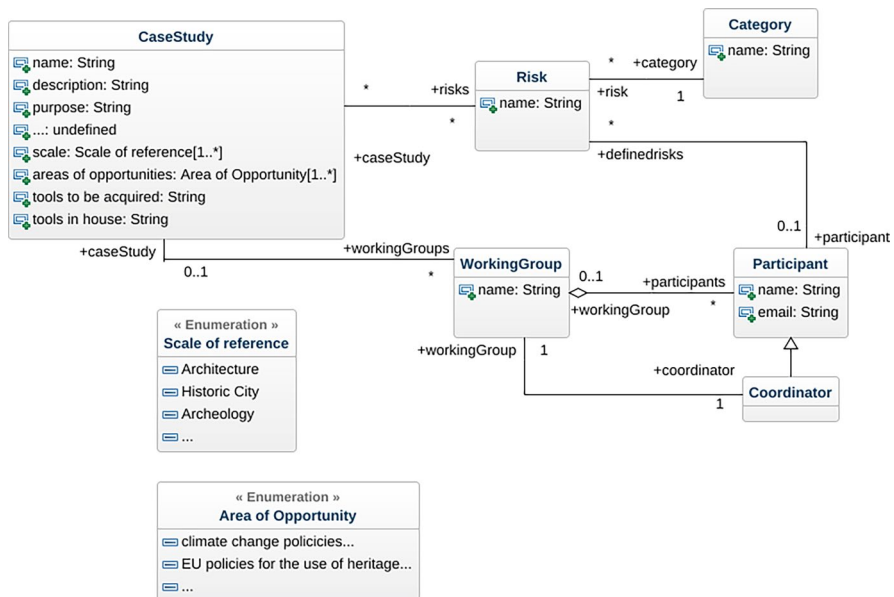 CaseStudy
name: String
description: String
purpose: String
...: undefined
scale: Scale of reference[1..*]
areas of opportunities: Area of Opportunity[1..*]
tools to be acquired: String
tools in house: String
*
+risks
*
+caseStudy
Risk
name: String
*
+category
+risk
1
Category
name: String
*
+definedrisks
0..1
+participant
+caseStudy
0..1
+workingGroups
*
WorkingGroup
name: String
0..1
+participants
+workingGroup
*
Participant
name: String
email: String
+workingGroup
1
+coordinator
1
Coordinator
« Enumeration »
Scale of reference
Architecture
Historic City
Archeology
...
« Enumeration »
Area of Opportunity
climate change policicies...
EU policies for the use of heritage...
...